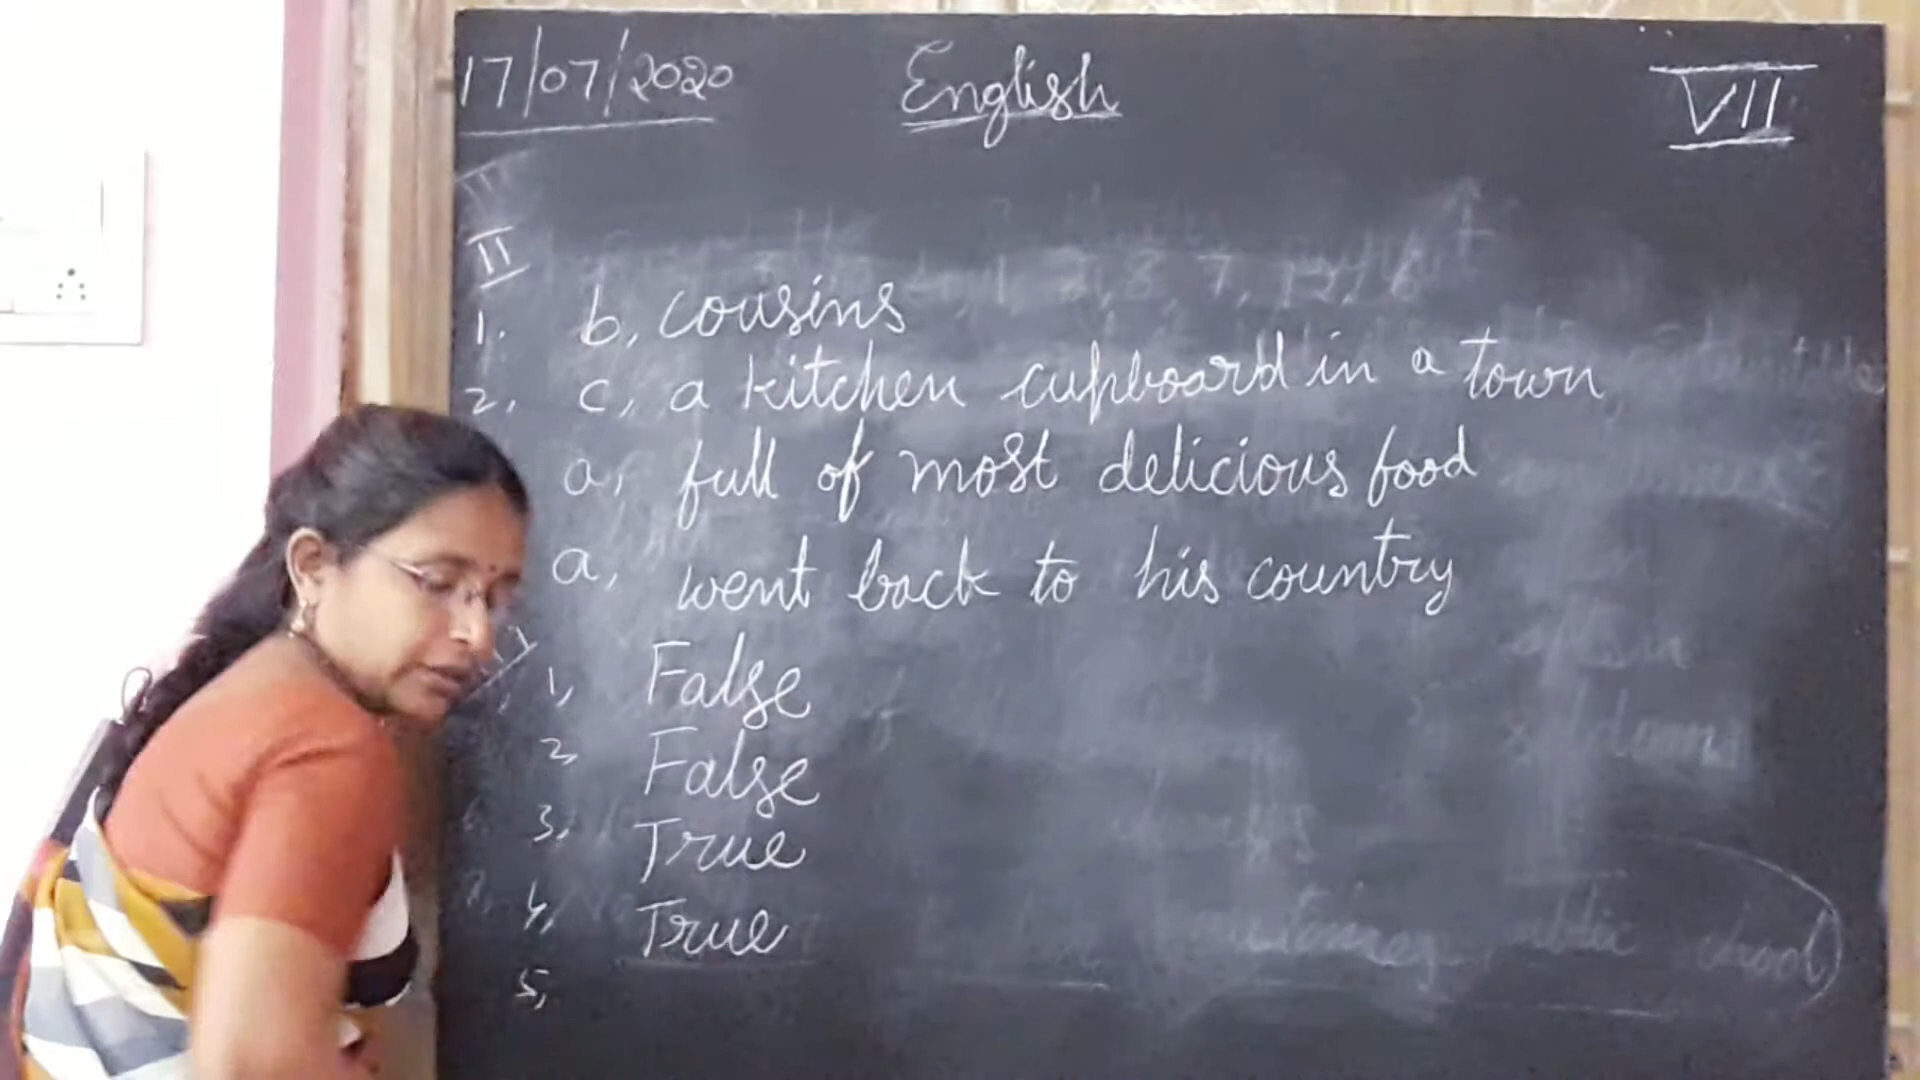 17/07/2020 English VII
II
1. b, cousins
2. c, a kitchen cupboard in a town
a, full of most delicious food
a, went back to his country
1, False
2, False
3, True
4, True
5,